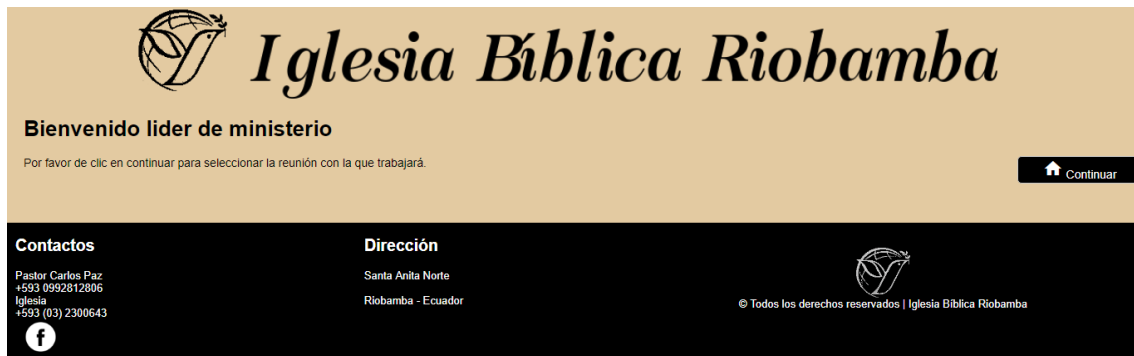 Iglesia Bíblica Riobamba
Bienvenido lider de ministerio
Por favor de clic en continuar para seleccionar la reunión con la que trabajará.
Continuar
Contactos
Pastor Carlos Paz
+593 0992812806
Iglesia
+593 (03) 2300643
Dirección
Santa Anita Norte
Riobamba - Ecuador
© Todos los derechos reservados | Iglesia Bíblica Riobamba